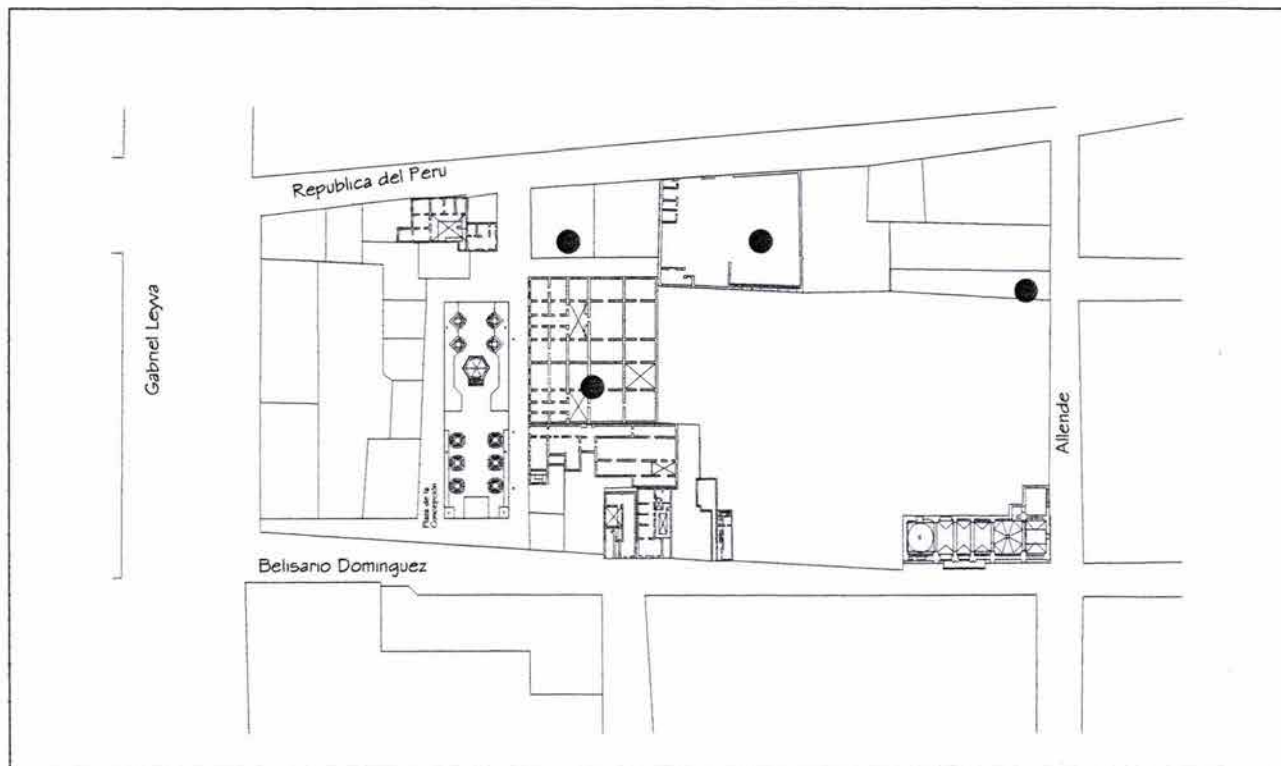 Republica del Peru
Gabriel Leyva
Allende
Plaza de la
Concepción
Belisario Dominguez